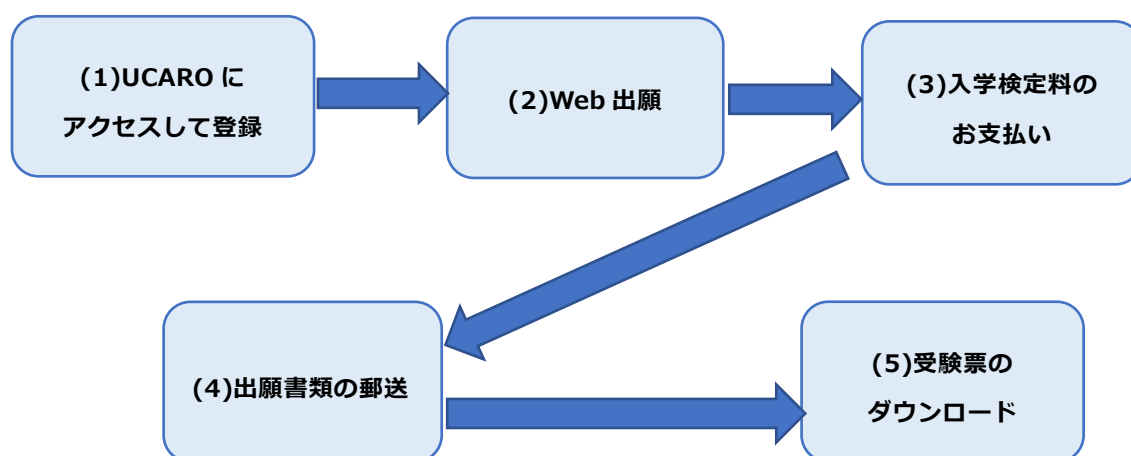 (1)UCARO に
アクセスして登録
(2)Web 出願
(3)入学検定料の
お支払い
(4)出願書類の郵送
(5)受験票の
ダウンロード